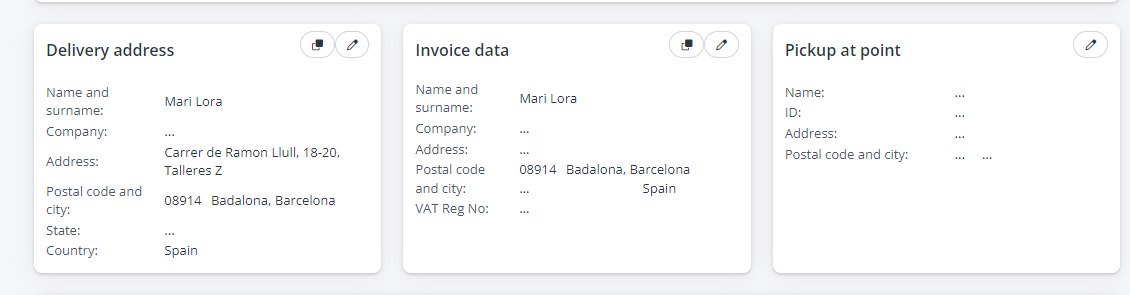 Delivery address
Name and
surname:
Mari Lora
Company:
...
Address:
Carrer de Ramon Llull, 18-20,
Talleres Z
Postal code and
city:
08914 Badalona, Barcelona
State:
...
Country:
Spain
Invoice data
Name and
surname:
Mari Lora
Company:
...
Address:
...
Postal code
and city:
08914 Badalona, Barcelona
... Spain
VAT Reg No:
...
Pickup at point
Name:
...
ID:
...
Address:
...
Postal code and city:
... ...